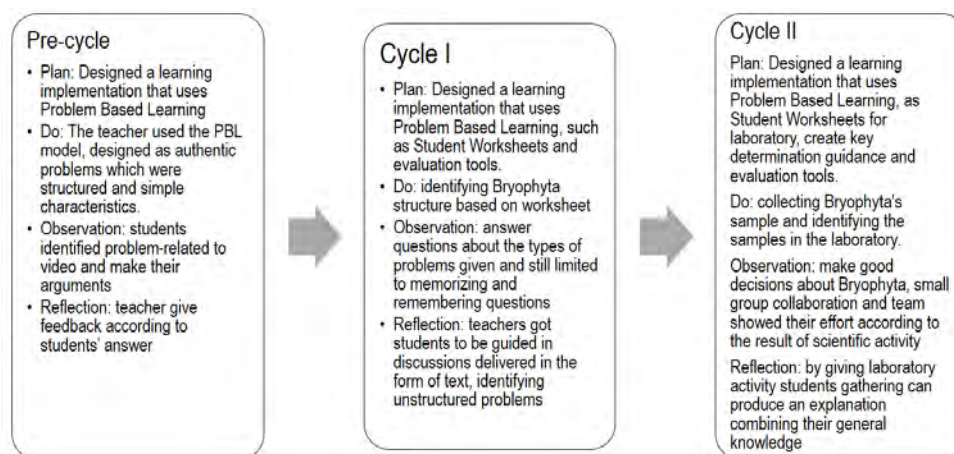 Pre-cycle
• Plan: Designed a learning
implementation that uses
Problem Based Learning
• Do: The teacher used the PBL
model, designed as authentic
problems which were
structured and simple
characteristics.
• Observation: students
identified problem-related to
video and make their
arguments
• Reflection: teacher give
feedback according to
students' answer
Cycle I
• Plan: Designed a learning
implementation that uses
Problem Based Learning, such
as Student Worksheets and
evaluation tools.
• Do: identifying Bryophyta
structure based on worksheet
• Observation: answer
questions about the types of
problems given and still limited
to memorizing and
remembering questions
• Reflection: teachers got
students to be guided in
discussions delivered in the
form of text, identifying
unstructured problems
Cycle II
Plan: Designed a learning
implementation that uses
Problem Based Learning, as
Student Worksheets for
laboratory, create key
determination guidance and
evaluation tools.
Do: collecting Bryophyta's
sample and identifying the
samples in the laboratory.
Observation: make good
decisions about Bryophyta, small
group collaboration and team
showed their effort according to
the result of scientific activity
Reflection: by giving laboratory
activity students gathering can
produce an explanation
combining their general
knowledge